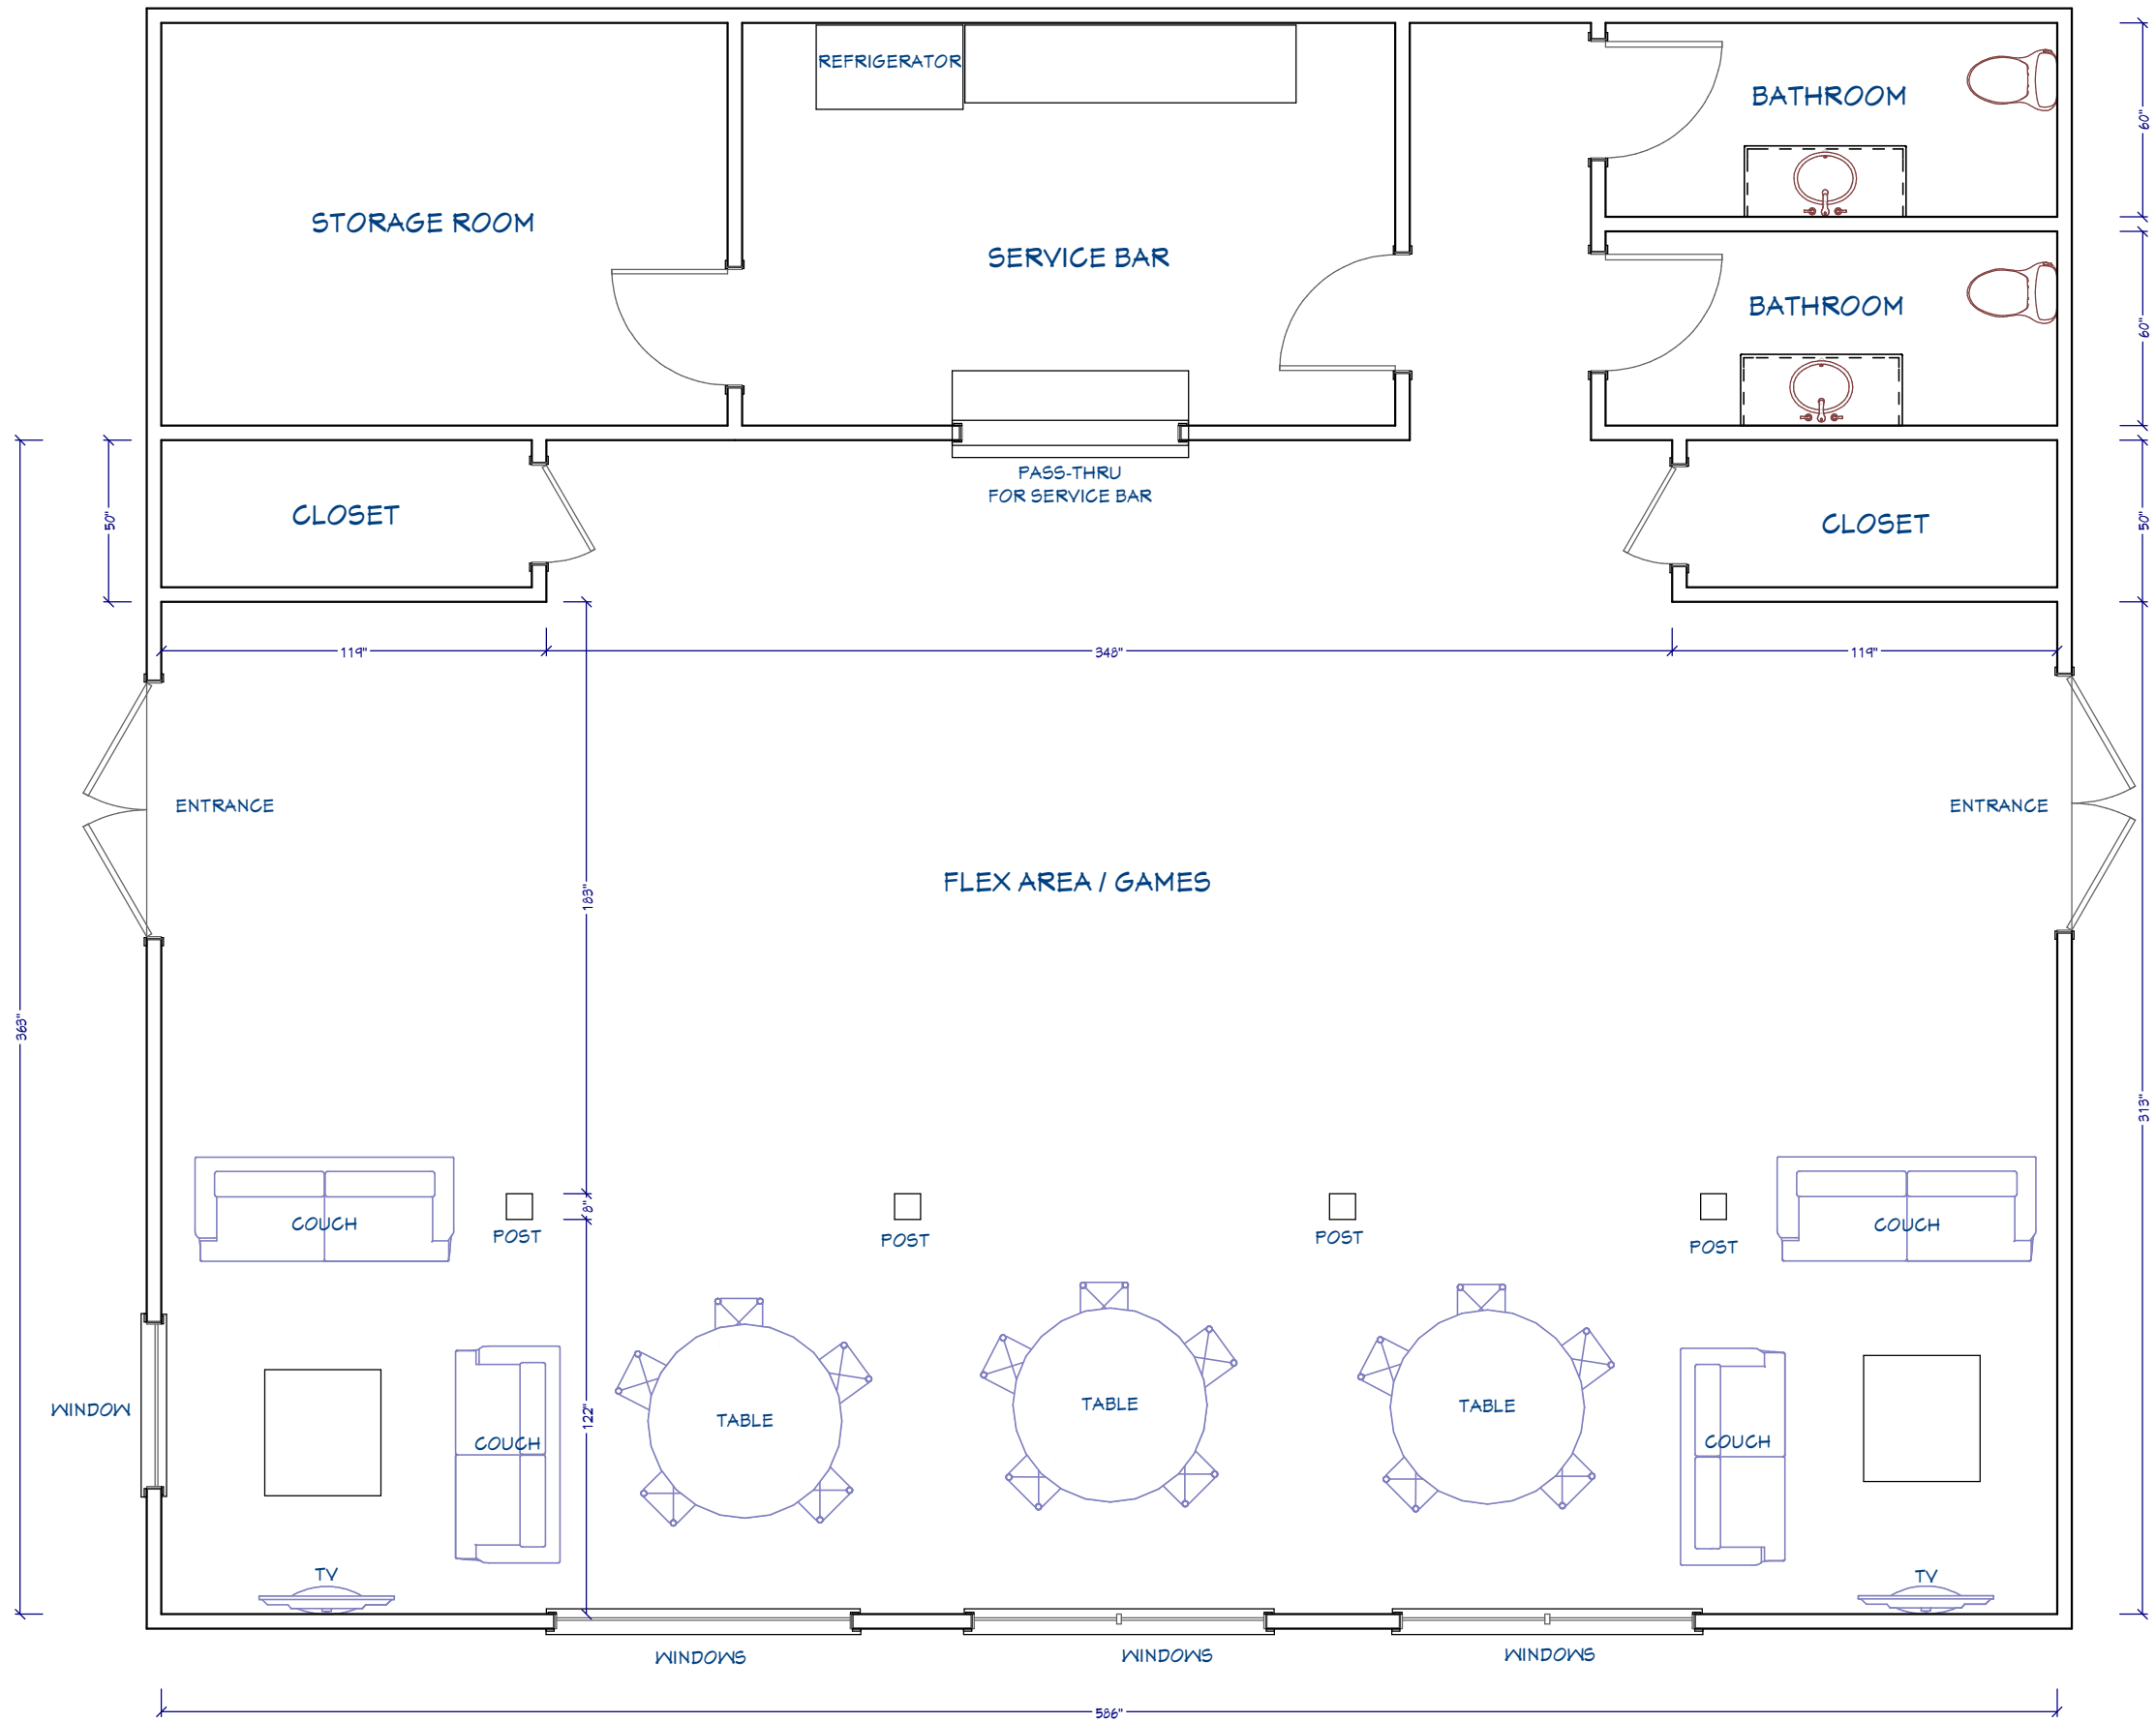 REFRIGERATOR
BATHROOM
60"
STORAGE ROOM
SERVICE BAR
BATHROOM
60"
PASS-THRU
FOR SERVICE BAR
CLOSET
50"
CLOSET
50"
119"
348"
119"
ENTRANCE
ENTRANCE
FLEX AREA / GAMES
183"
363"
313"
COUCH
POST
8"
POST
POST
POST
COUCH
WINDOW
COUCH
122"
TABLE
TABLE
TABLE
COUCH
TV
TV
WINDOWS
WINDOWS
WINDOWS
586"